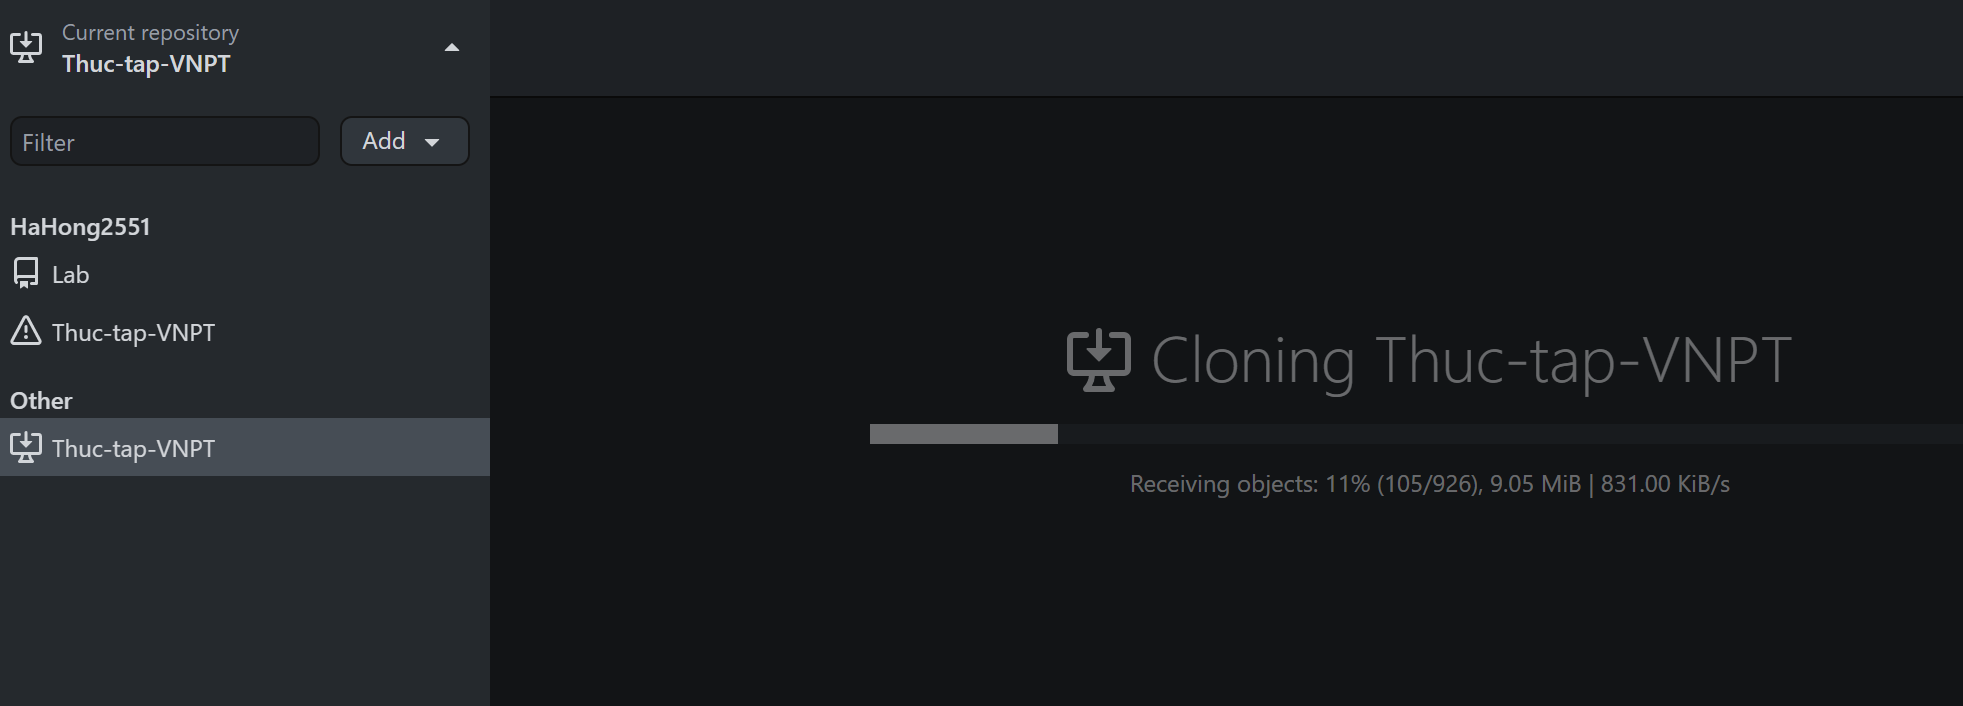 Current repository
Thuc-tap-VNPT
Filter
Add
HaHong2551
Lab
Thuc-tap-VNPT
Other
Thuc-tap-VNPT
Cloning Thuc-tap-VNPT
Receiving objects: 11% (105/926), 9.05 MiB | 831.00 KiB/s